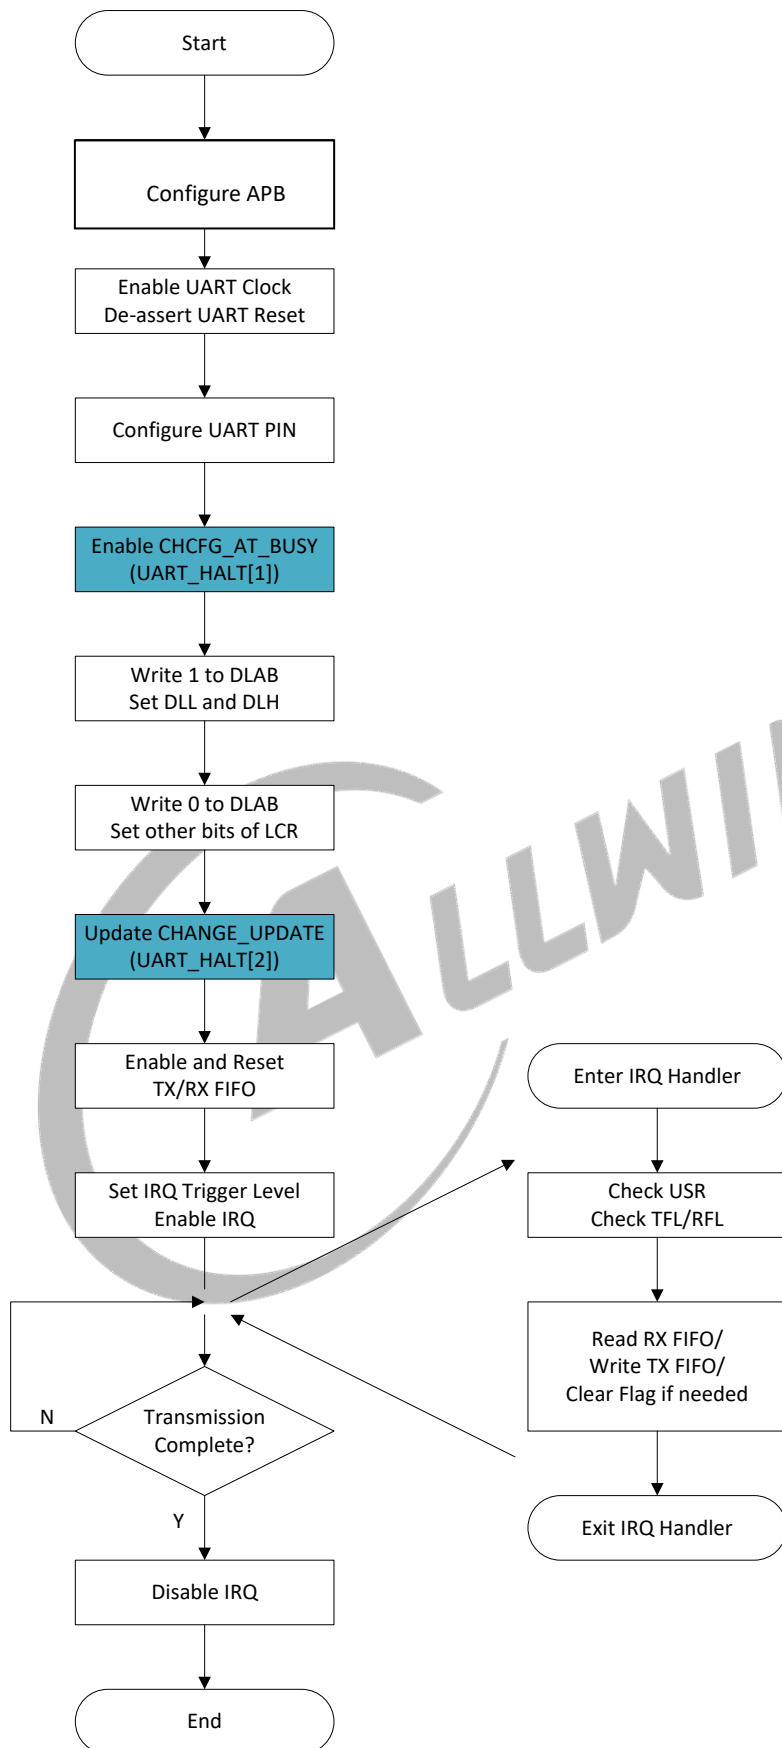 Start
Configure APB
Enable UART Clock
De-assert UART Reset
Configure UART PIN
Enable CHCFG_AT_BUSY
(UART_HALT[1])
Write 1 to DLAB
Set DLL and DLH
Write 0 to DLAB
Set other bits of LCR
Update CHANGE_UPDATE
(UART_HALT[2])
Enable and Reset
TX/RX FIFO
Set IRQ Trigger Level
Enable IRQ
Transmission
Complete?
N
Y
Disable IRQ
End
Enter IRQ Handler
Check USR
Check TFL/RFL
Read RX FIFO/
Write TX FIFO/
Clear Flag if needed
Exit IRQ Handler
ALLWI